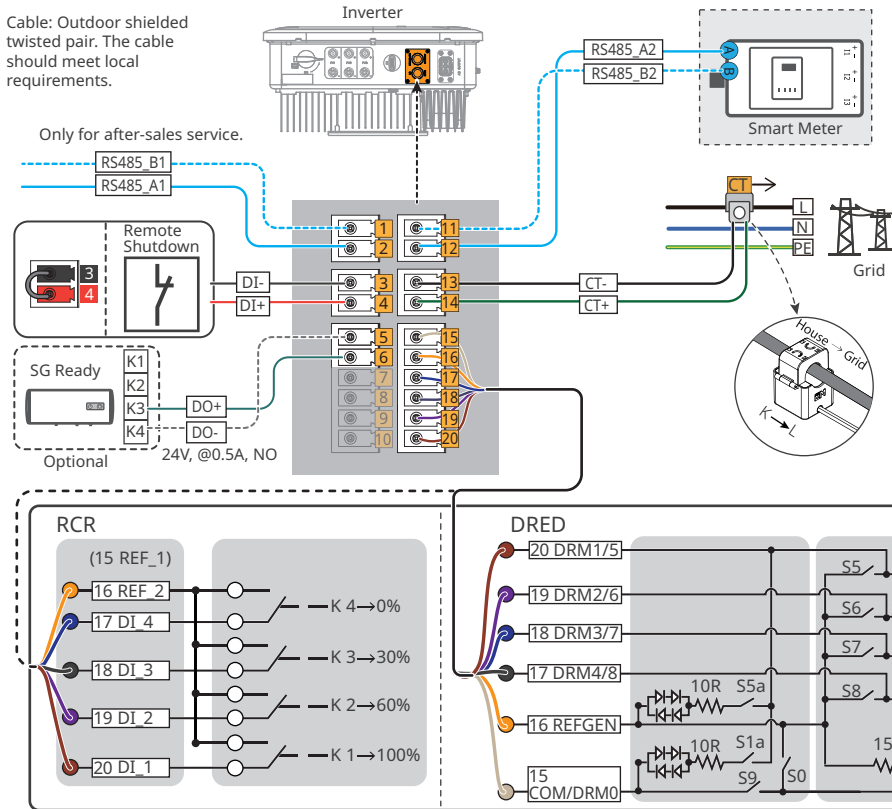 Cable: Outdoor shielded
twisted pair. The cable
should meet local
requirements.
Inverter
RS485_A2
RS485_B2
A
B
Smart Meter
Only for after-sales service.
RS485_B1
RS485_A1
CT
L
N
PE
Grid
Remote
Shutdown
3
4
DI-
DI+
1
2
3
4
5
6
7
8
9
10
11
12
13
14
15
16
17
18
19
20
CT-
CT+
House → Grid
K → L
SG Ready
K1
K2
K3
K4
DO+
DO-
24V, @0.5A, NO
Optional
RCR
(15 REF_1)
16 REF_2
17 DI_4
18 DI_3
19 DI_2
20 DI_1
K 4→0%
K 3→30%
K 2→60%
K 1→100%
DRED
20 DRM1/5
19 DRM2/6
18 DRM3/7
17 DRM4/8
16 REFGEN
15
COM/DRM0
10R
S5a
10R
S1a
S9
S0
S5
S6
S7
S8
15